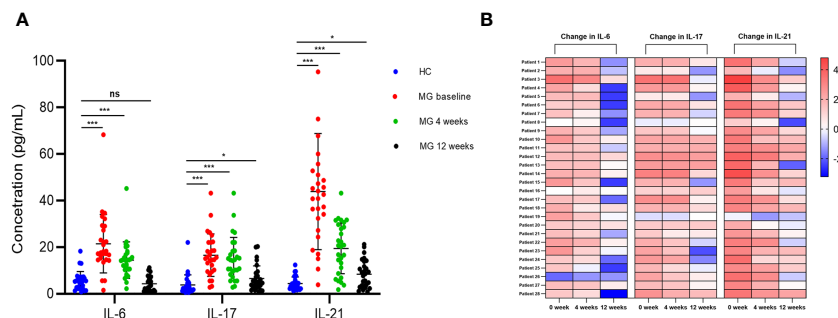 A
Concetration (pg/mL)
100
80
60
40
20
0
ns
***
***
*
***
***
*
***
***
IL-6
IL-17
IL-21
HC
MG baseline
MG 4 weeks
MG 12 weeks
B
Change in IL-6
Change in IL-17
Change in IL-21
Patient 1
Patient 2
Patient 3
Patient 4
Patient 5
Patient 6
Patient 7
Patient 8
Patient 9
Patient 10
Patient 11
Patient 12
Patient 13
Patient 14
Patient 15
Patient 16
Patient 17
Patient 18
Patient 19
Patient 20
Patient 21
Patient 22
Patient 23
Patient 24
Patient 25
Patient 26
Patient 27
Patient 28
0 week 4 weeks 12 weeks
0 week 4 weeks 12 weeks
0 week 4 weeks 12 weeks
4
2
0
-2